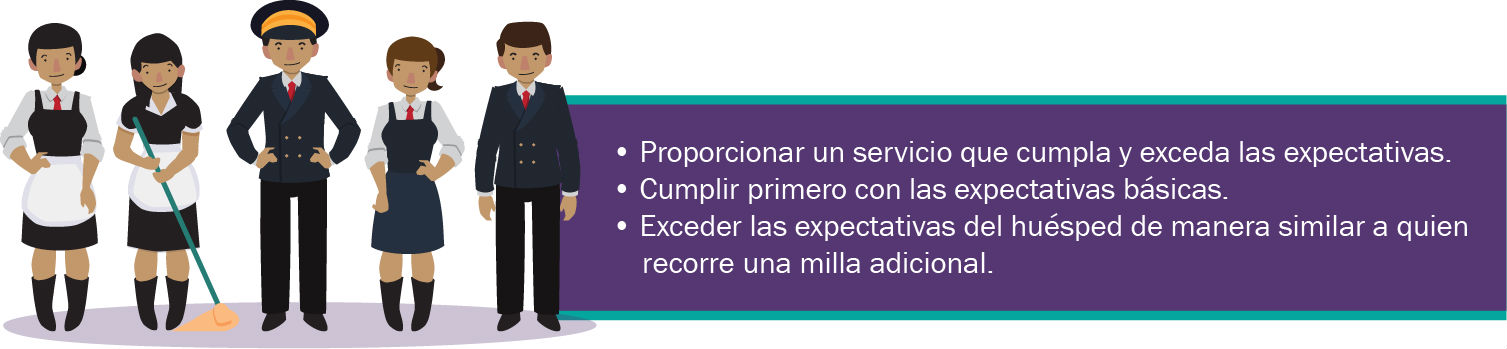 • Proporcionar un servicio que cumpla y exceda las expectativas.
• Cumplir primero con las expectativas básicas.
• Exceder las expectativas del huésped de manera similar a quien
recorre una milla adicional.